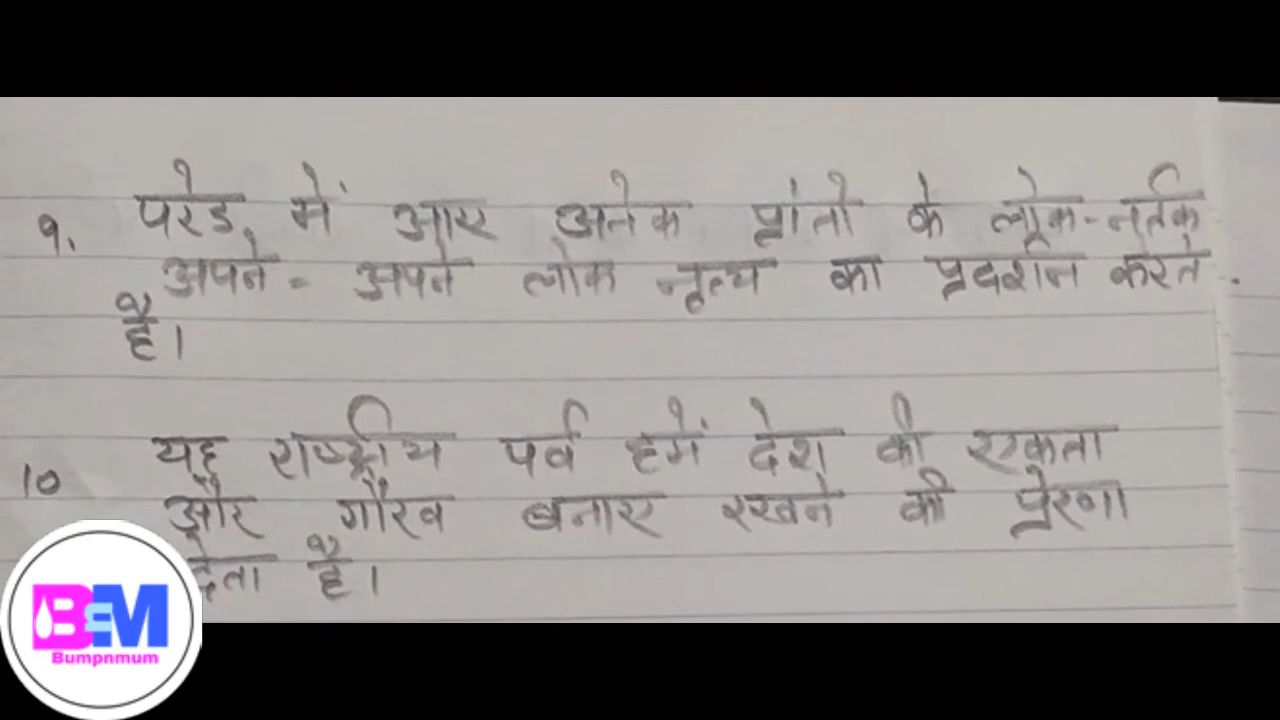 9. परेड में आए अनेक प्रांतो के लोक-नर्तक
अपने-अपने लोक नृत्य का प्रदर्शन करते
है।
10 यह राष्ट्रीय पर्व हमें देश की एकता
और गौरव बनाए रखने की प्रेरणा
देता है।
BEM
Bumpnmum